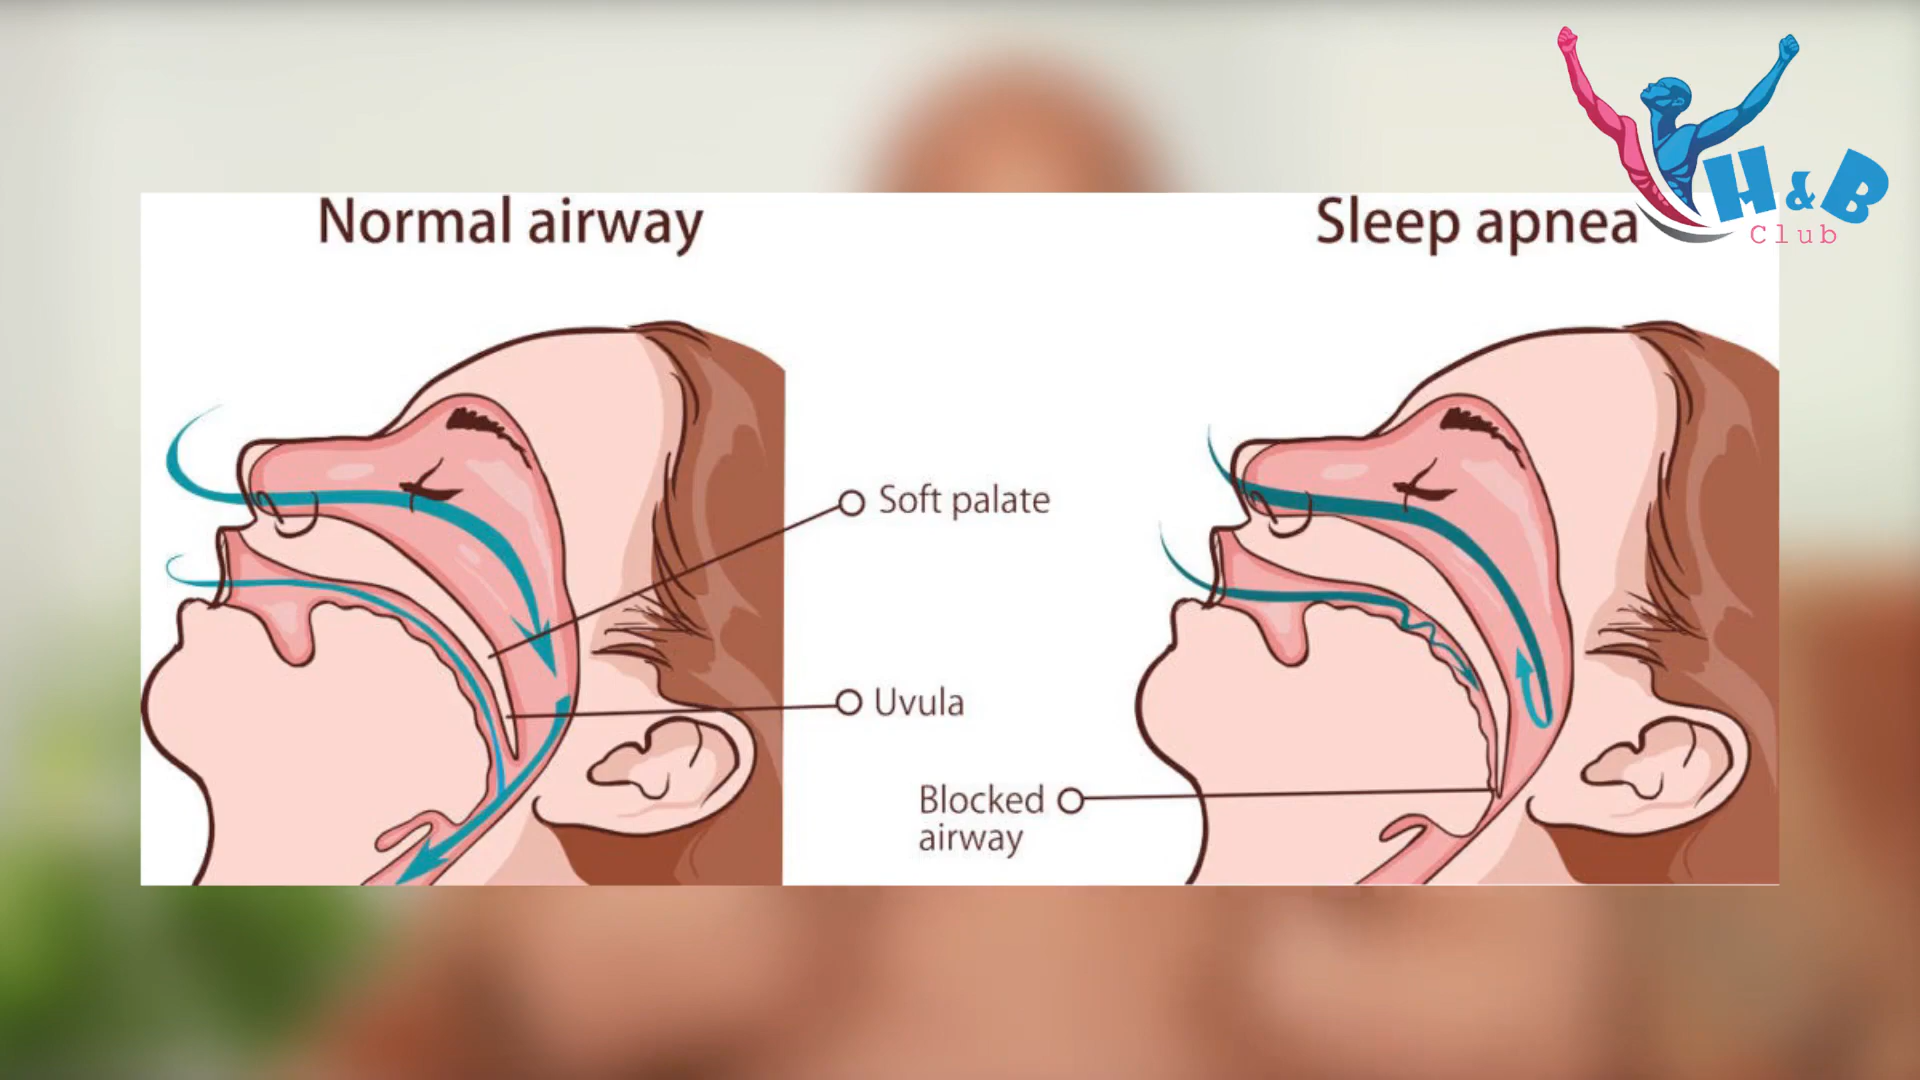 Normal airway
Sleep apnea
H & B
Club
Soft palate
Uvula
Blocked
airway